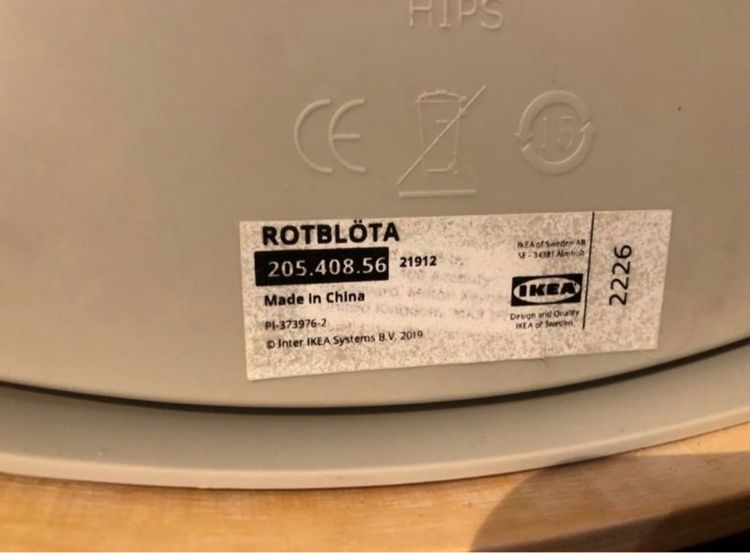 HIPS
CE
15
ROTBLÖTA
205.408.56 21912
Made in China
PI-373976-2
© Inter IKEA Systems B.V. 2019
IKEA of Sweden AB
SE - 34381 Älmhult
IKEA
Design and Quality
IKEA of Sweden
2226